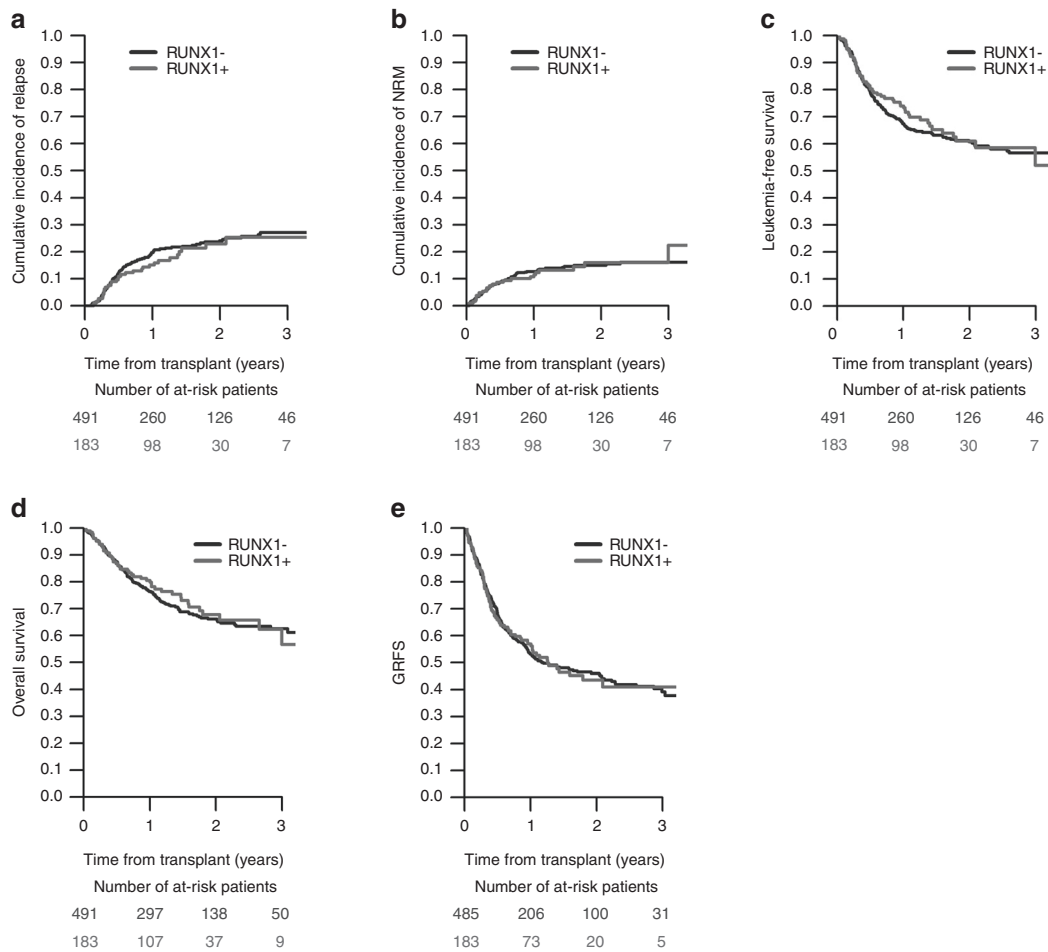 a
Cumulative incidence of relapse
1.0
0.9
0.8
0.7
0.6
0.5
0.4
0.3
0.2
0.1
0.0
RUNX1-
RUNX1+
0 1 2 3
Time from transplant (years)
Number of at-risk patients
491 260 126 46
183 98 30 7
b
Cumulative incidence of NRM
1.0
0.9
0.8
0.7
0.6
0.5
0.4
0.3
0.2
0.1
0.0
RUNX1-
RUNX1+
0 1 2 3
Time from transplant (years)
Number of at-risk patients
491 260 126 46
183 98 30 7
c
Leukemia-free survival
1.0
0.9
0.8
0.7
0.6
0.5
0.4
0.3
0.2
0.1
0.0
RUNX1-
RUNX1+
0 1 2 3
Time from transplant (years)
Number of at-risk patients
491 260 126 46
183 98 30 7
d
Overall survival
1.0
0.9
0.8
0.7
0.6
0.5
0.4
0.3
0.2
0.1
0.0
RUNX1-
RUNX1+
0 1 2 3
Time from transplant (years)
Number of at-risk patients
491 297 138 50
183 107 37 9
e
GRFS
1.0
0.9
0.8
0.7
0.6
0.5
0.4
0.3
0.2
0.1
0.0
RUNX1-
RUNX1+
0 1 2 3
Time from transplant (years)
Number of at-risk patients
485 206 100 31
183 73 20 5